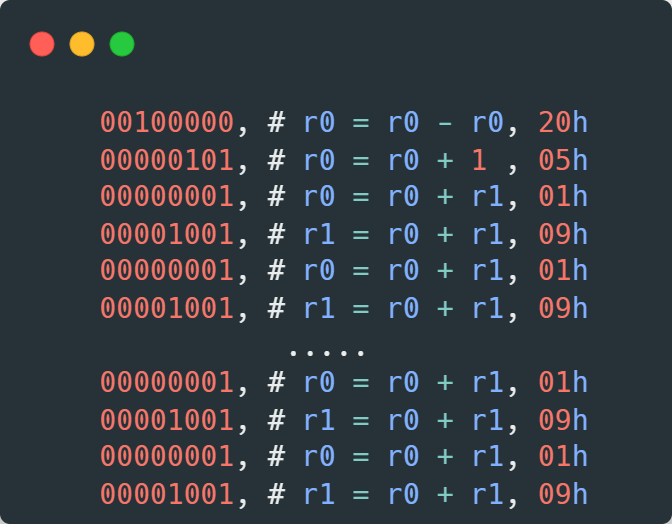 00100000, # r0 = r0 - r0, 20h
00000101, # r0 = r0 + 1 , 05h
00000001, # r0 = r0 + r1, 01h
00001001, # r1 = r0 + r1, 09h
00000001, # r0 = r0 + r1, 01h
00001001, # r1 = r0 + r1, 09h
.....
00000001, # r0 = r0 + r1, 01h
00001001, # r1 = r0 + r1, 09h
00000001, # r0 = r0 + r1, 01h
00001001, # r1 = r0 + r1, 09h